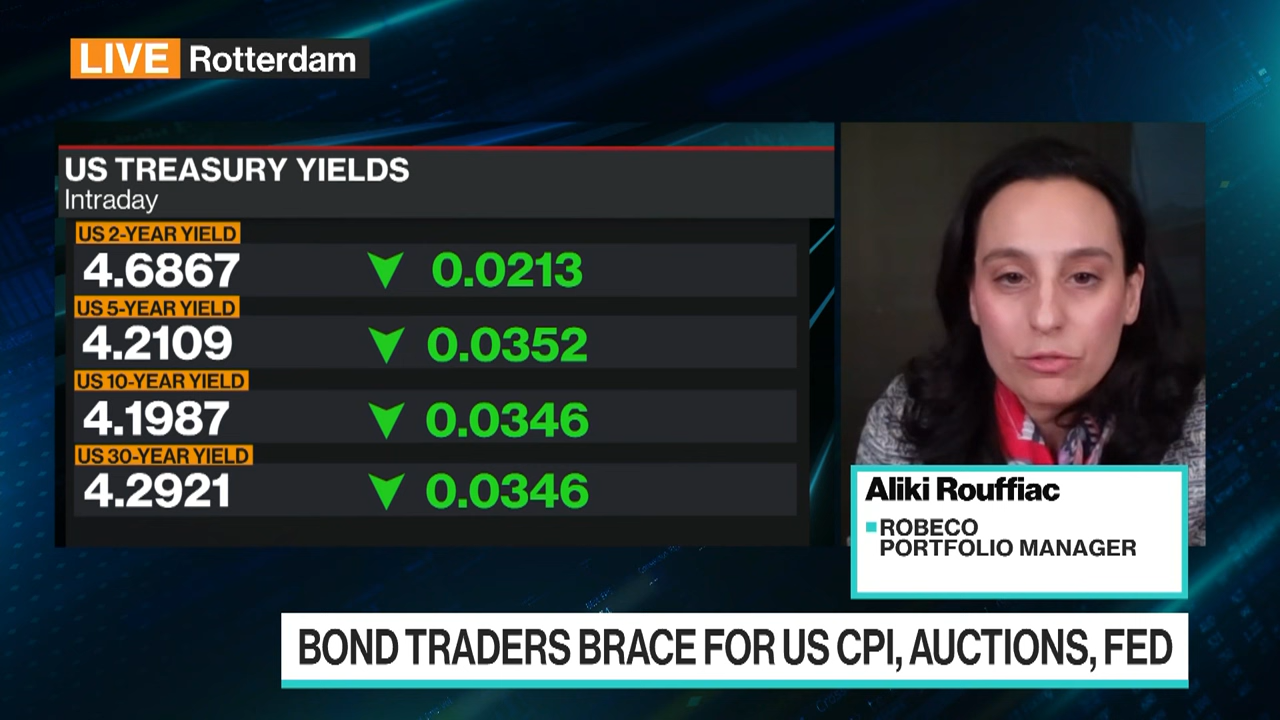 LIVE Rotterdam
US TREASURY YIELDS
Intraday
US 2-YEAR YIELD
4.6867 ▼ 0.0213
US 5-YEAR YIELD
4.2109 ▼ 0.0352
US 10-YEAR YIELD
4.1987 ▼ 0.0346
US 30-YEAR YIELD
4.2921 ▼ 0.0346
Aliki Rouffiac
ROBECO
PORTFOLIO MANAGER
BOND TRADERS BRACE FOR US CPI, AUCTIONS, FED